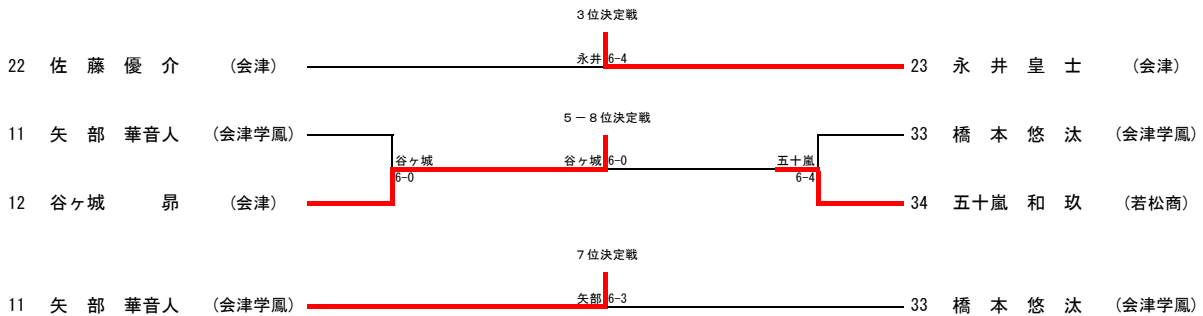 3位決定戦
永井 6-4
22 佐 藤 優 介 (会津) 23 永 井 皇 士 (会津)
11 矢 部 華音人 (会津学鳳) 5-8位決定戦 33 橋 本 悠 汰 (会津学鳳)
谷ヶ城 谷ヶ城 6-0 五十嵐
6-0 6-4
12 谷ヶ城 昴 (会津) 34 五十嵐 和 玖 (若松商)
7位決定戦
矢部 6-3
11 矢 部 華音人 (会津学鳳) 33 橋 本 悠 汰 (会津学鳳)